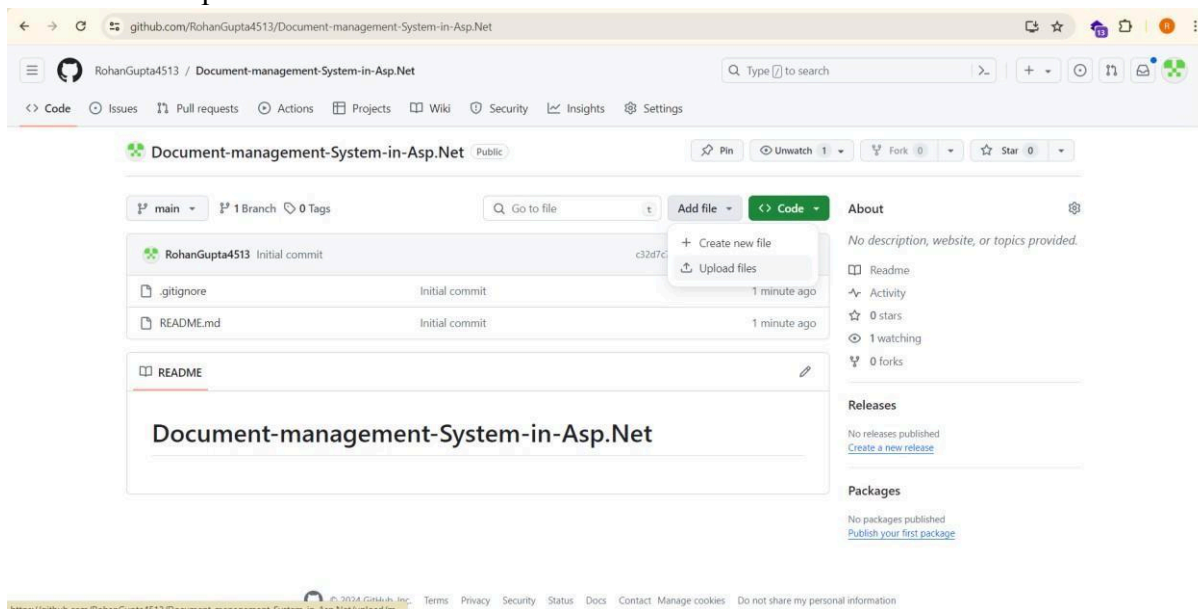 github.com/RohanGupta4513/Document-management-System-in-Asp.Net
13
R
RohanGupta4513 / Document-management-System-in-Asp.Net
Type / to search
Code Issues Pull requests Actions Projects Wiki Security Insights Settings
Document-management-System-in-Asp.Net Public
Pin Unwatch 1 Fork 0 Star 0
main 1 Branch 0 Tags Go to file t Add file Code
About
RohanGupta4513 Initial commit
+ Create new file
Upload files
No description, website, or topics provided.
.gitignore Initial commit 1 minute ago
README.md Initial commit 1 minute ago
Readme
Activity
0 stars
1 watching
0 forks
README
Document-management-System-in-Asp.Net
Releases
No releases published
Create a new release
Packages
No packages published
Publish your first package
© 2024 GitHub, Inc. Terms Privacy Security Status Docs Contact Manage cookies Do not share my personal information